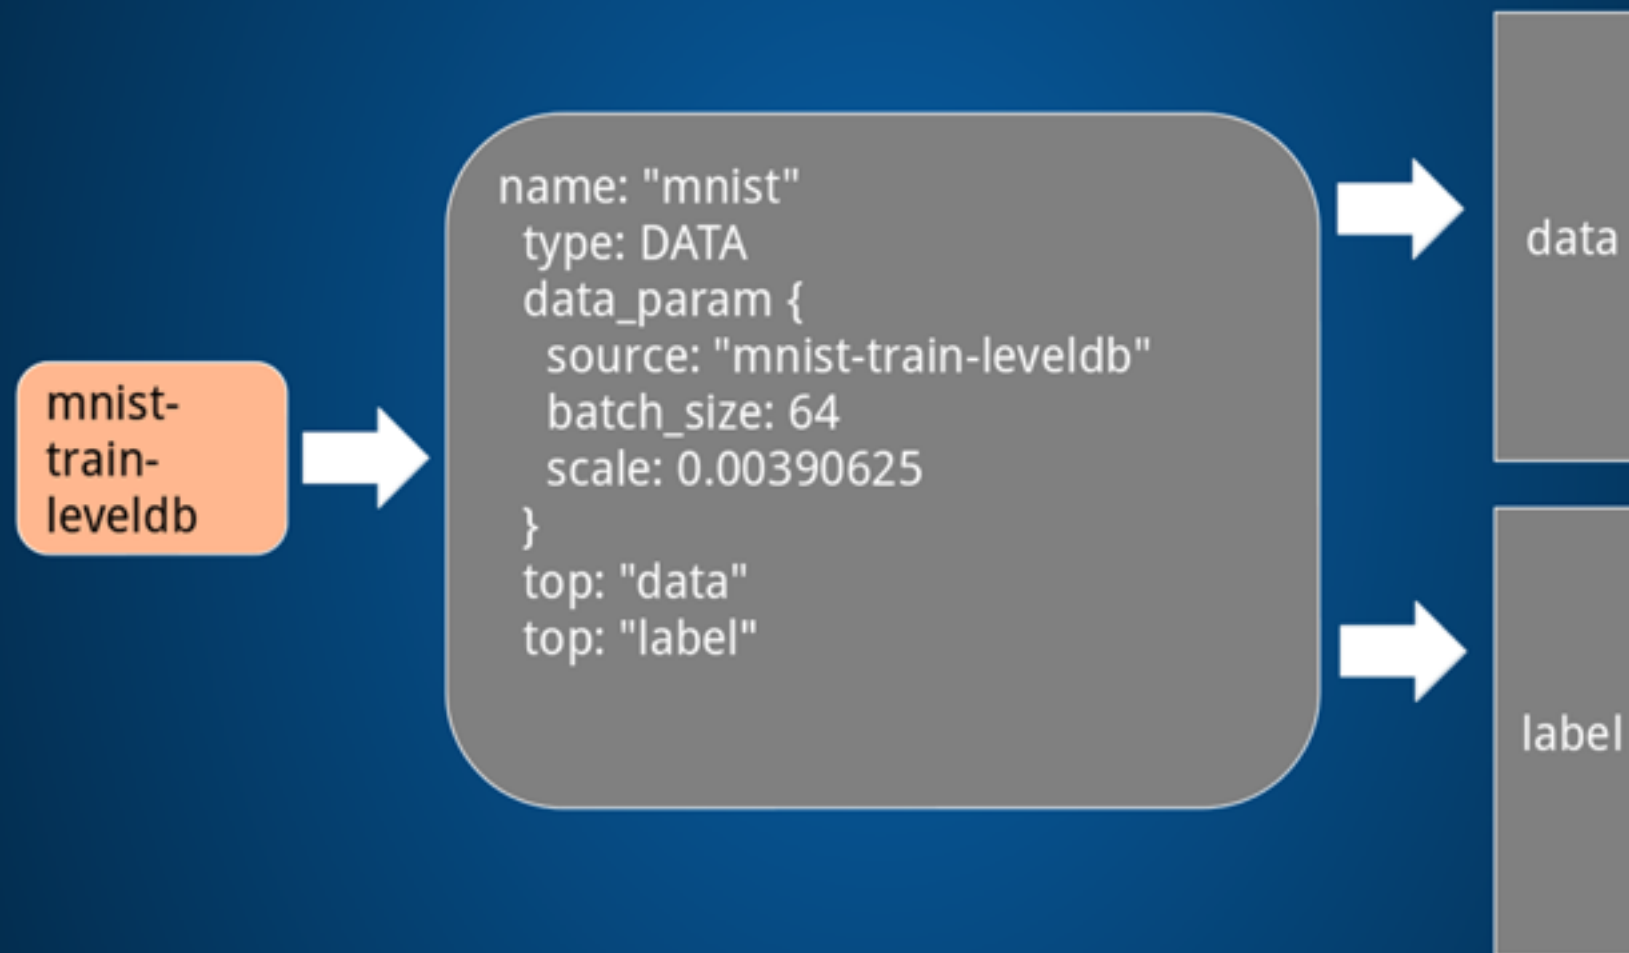 mnist-
train-
leveldb
name: "mnist"
type: DATA
data_param {
source: "mnist-train-leveldb"
batch_size: 64
scale: 0.00390625
}
top: "data"
top: "label"
data
label